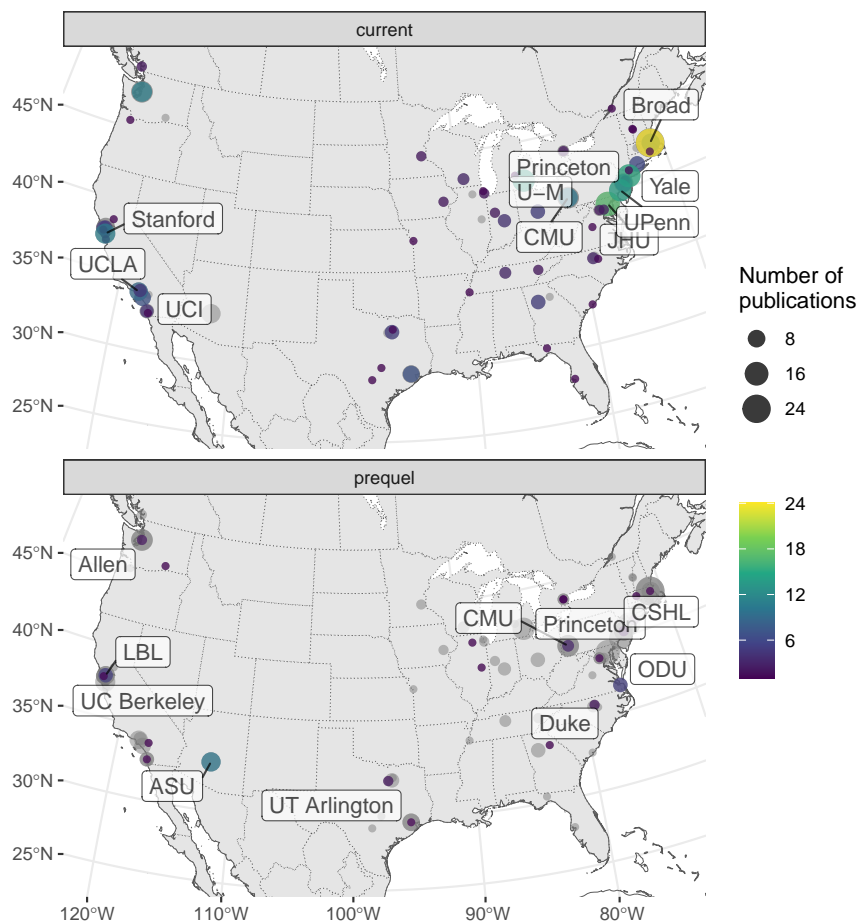 current
45°N
40°N
35°N
30°N
25°N
Broad
Princeton
U−M
Yale
UPenn
CMU
JHU
Stanford
UCLA
UCI
Number of
publications
8
16
24
prequel
45°N
40°N
35°N
30°N
25°N
Allen
CMU
Princeton
CSHL
LBL
ODU
UC Berkeley
Duke
ASU
UT Arlington
24
18
12
6
120°W
110°W
100°W
90°W
80°W